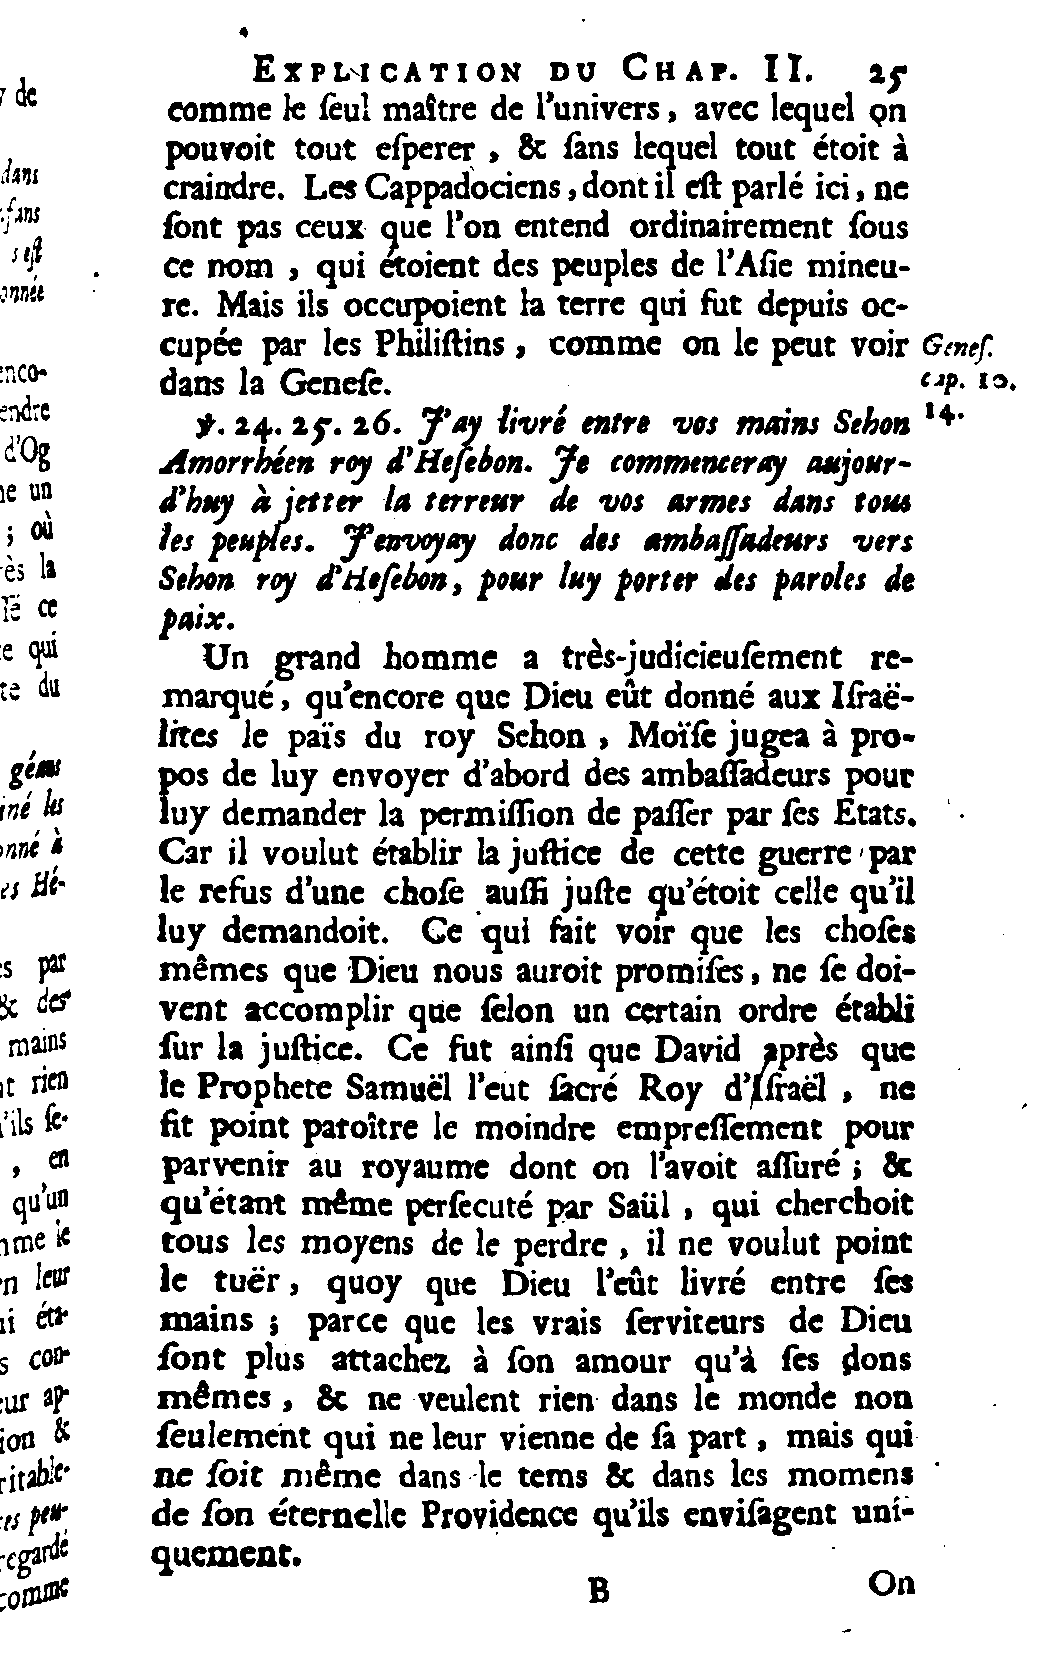 EXPLICATION DU CHAP. II. 25
comme le ſeul maître de l'univers, avec lequel on
pouvoit tout eſperer, & ſans lequel tout étoit à
craindre. Les Cappadociens, dont il eſt parlé ici, ne
ſont pas ceux que l'on entend ordinairement ſous
ce nom, qui étoient des peuples de l'Aſie mineu-
re. Mais ils occupoient la terre qui fut depuis oc-
cupée par les Philiſtins, comme on le peut voir
dans la Geneſe.
Geneſ.
cap. 10.
14.
℣. 24. 25. 26. J'ay livré entre vos mains Sehon
Amorrhéen roy d'Heſebon. Je commenceray aujour-
d'huy à jetter la terreur de vos armes dans tous
les peuples. J'envoyay donc des ambaſſadeurs vers
Sehon roy d'Heſebon, pour luy porter des paroles de
paix.
Un grand homme a très-judicieuſement re-
marqué, qu'encore que Dieu eût donné aux Iſraë-
lites le païs du roy Sehon, Moïſe jugea à pro-
pos de luy envoyer d'abord des ambaſſadeurs pour
luy demander la permiſſion de paſſer par ſes Etats.
Car il voulut établir la juſtice de cette guerre par
le refus d'une choſe auſſi juſte qu'étoit celle qu'il
luy demandoit. Ce qui fait voir que les choſes
mêmes que Dieu nous auroit promiſes, ne ſe doi-
vent accomplir que ſelon un certain ordre établi
ſur la juſtice. Ce fut ainſi que David après que
le Prophete Samuël l'eut ſacré Roy d'Iſraël, ne
fit point paroître le moindre empreſſement pour
parvenir au royaume dont on l'avoit aſſuré; &
qu'étant même perſecuté par Saül, qui cherchoit
tous les moyens de le perdre, il ne voulut point
le tuër, quoy que Dieu l'eût livré entre ſes
mains; parce que les vrais ſerviteurs de Dieu
ſont plus attachez à ſon amour qu'à ſes dons
mêmes, & ne veulent rien dans le monde non
ſeulement qui ne leur vienne de ſa part, mais qui
ne ſoit même dans le tems & dans les momens
de ſon éternelle Providence qu'ils enviſagent uni-
quement.
B On